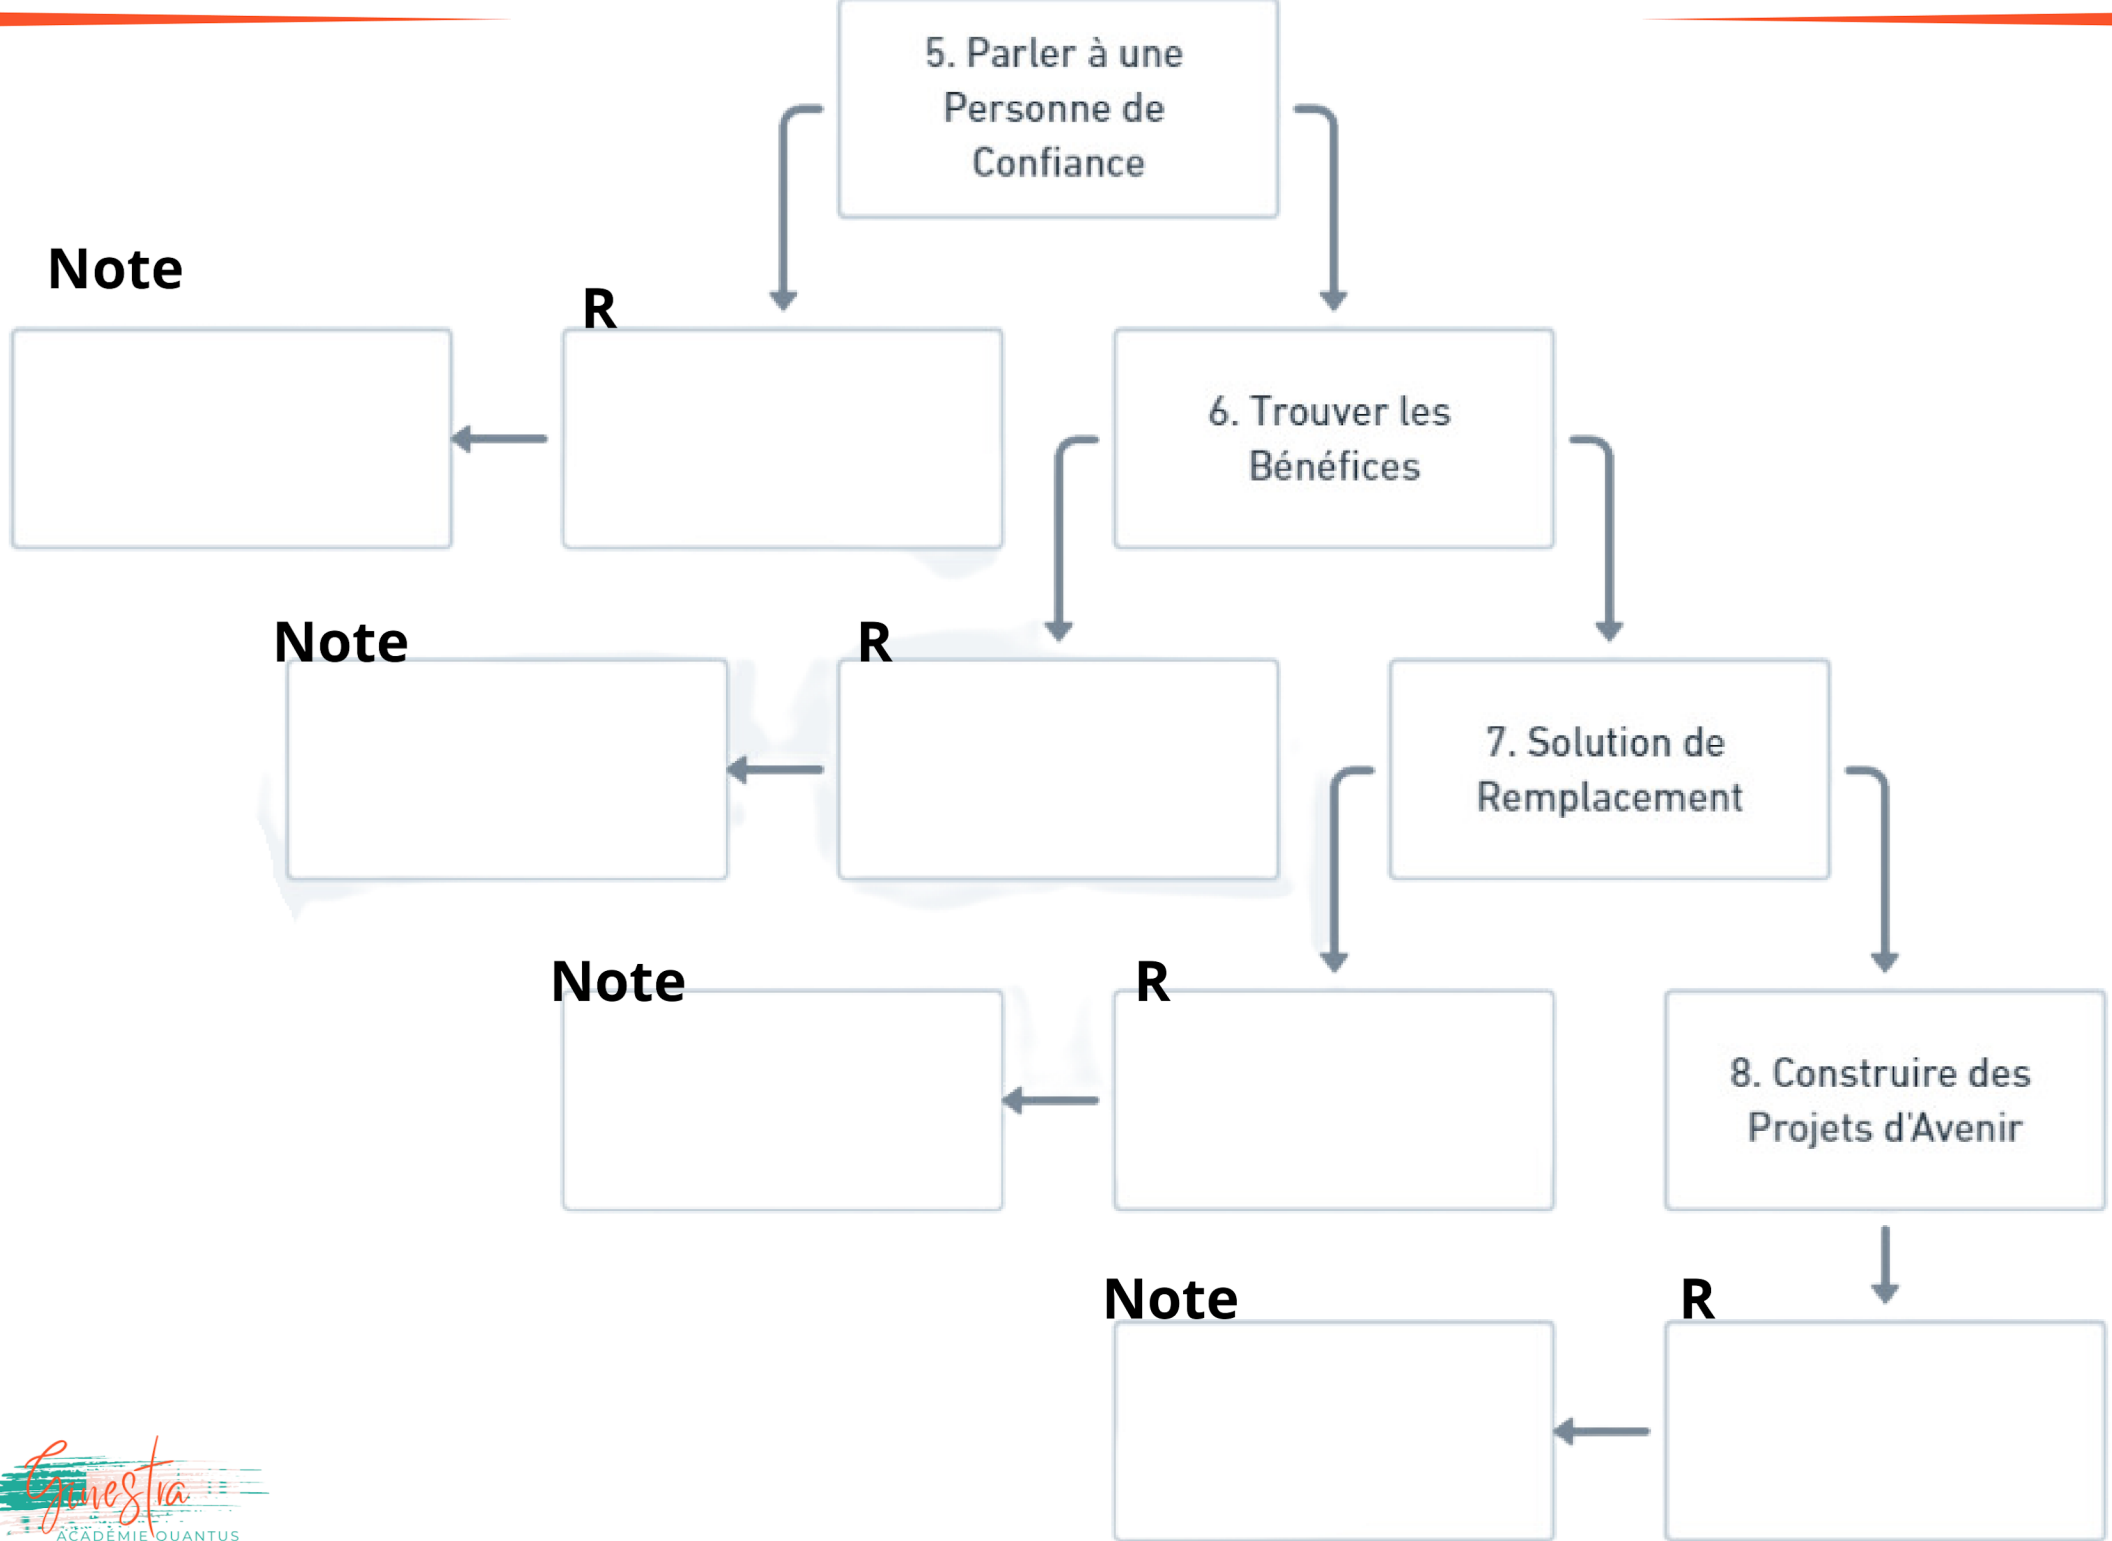 5. Parler à une
Personne de
Confiance
Note
R
6. Trouver les
Bénéfices
Note
R
7. Solution de
Remplacement
Note
R
8. Construire des
Projets d'Avenir
Note
R
Ginestra
ACADÉMIE QUANTUS